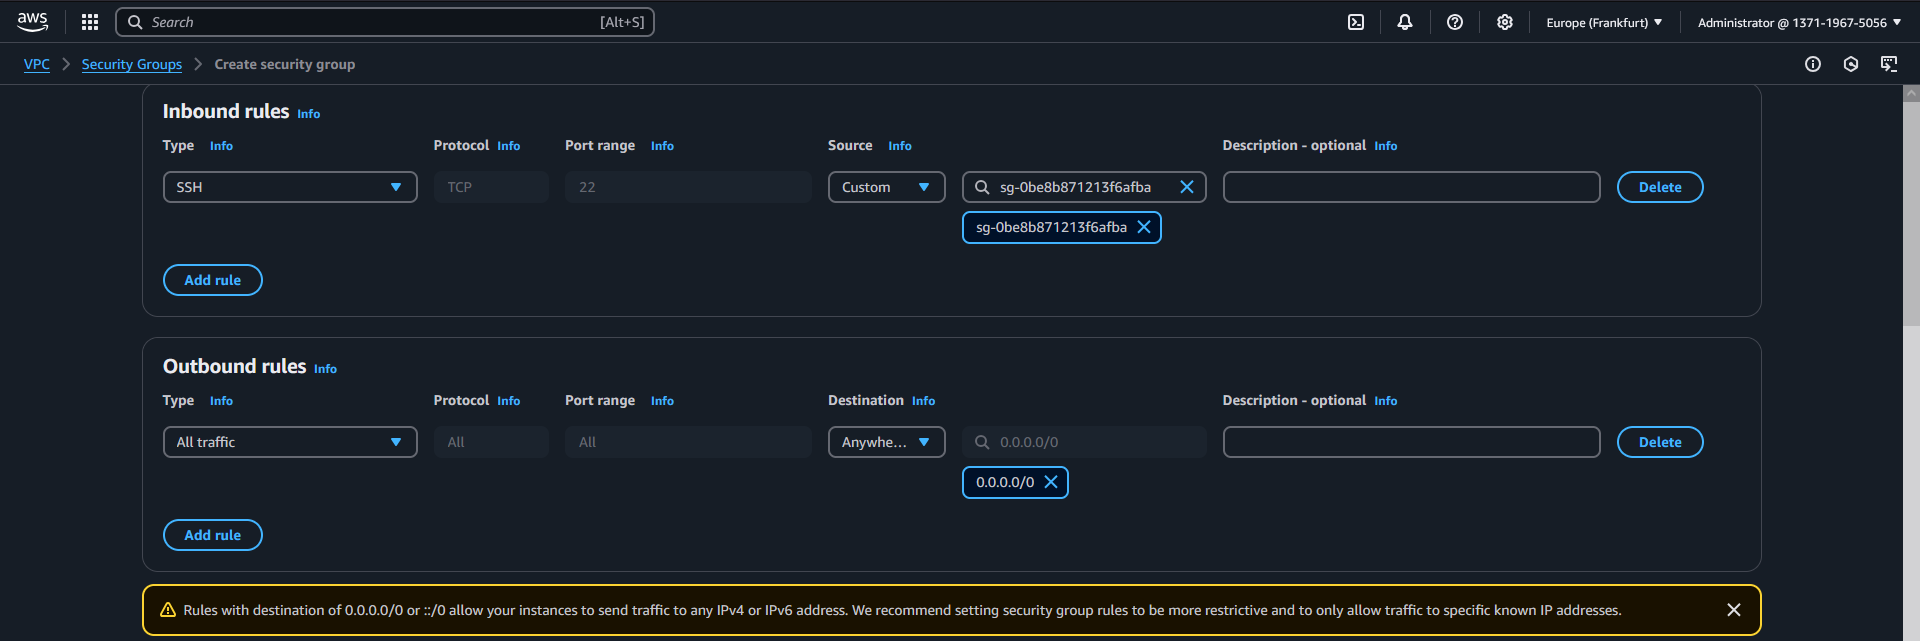 aws Search [Alt+S] Europe (Frankfurt) Administrator @ 1371-1967-5056
VPC Security Groups Create security group
Inbound rules Info
Type Info Protocol Info Port range Info Source Info Description - optional Info
SSH TCP 22 Custom sg-0be8b871213f6afba Delete
sg-0be8b871213f6afba
Add rule
Outbound rules Info
Type Info Protocol Info Port range Info Destination Info Description - optional Info
All traffic All All Anywhe... 0.0.0.0/0 Delete
0.0.0.0/0
Add rule
Rules with destination of 0.0.0.0/0 or ::/0 allow your instances to send traffic to any IPv4 or IPv6 address. We recommend setting security group rules to be more restrictive and to only allow traffic to specific known IP addresses.